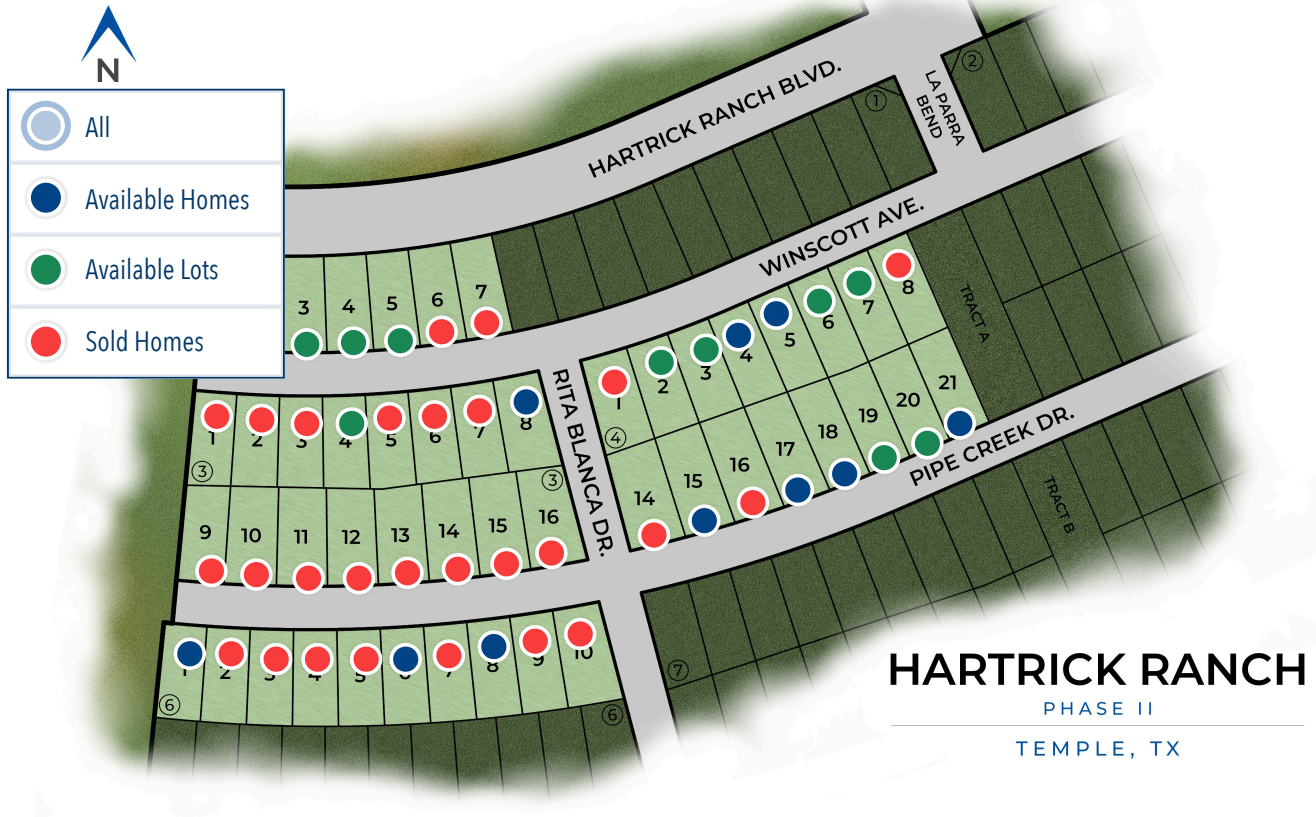 N
All
Available Homes
Available Lots
Sold Homes
HARTRICK RANCH BLVD.
LA PARRA
BEND
1
2
WINSCOTT AVE.
3 4 5 6 7
1 2 3 4 5 6 7 8
3
3
9 10 11 12 13 14 15 16
RITA BLANCA DR.
1 2 3 4 5 6 7 8
4
14 15 16 17 18 19 20 21
TRACT A
PIPE CREEK DR.
TRACT B
1 2 3 4 5 6 7 8 9 10
6
6
7
HARTRICK RANCH
PHASE II
TEMPLE, TX